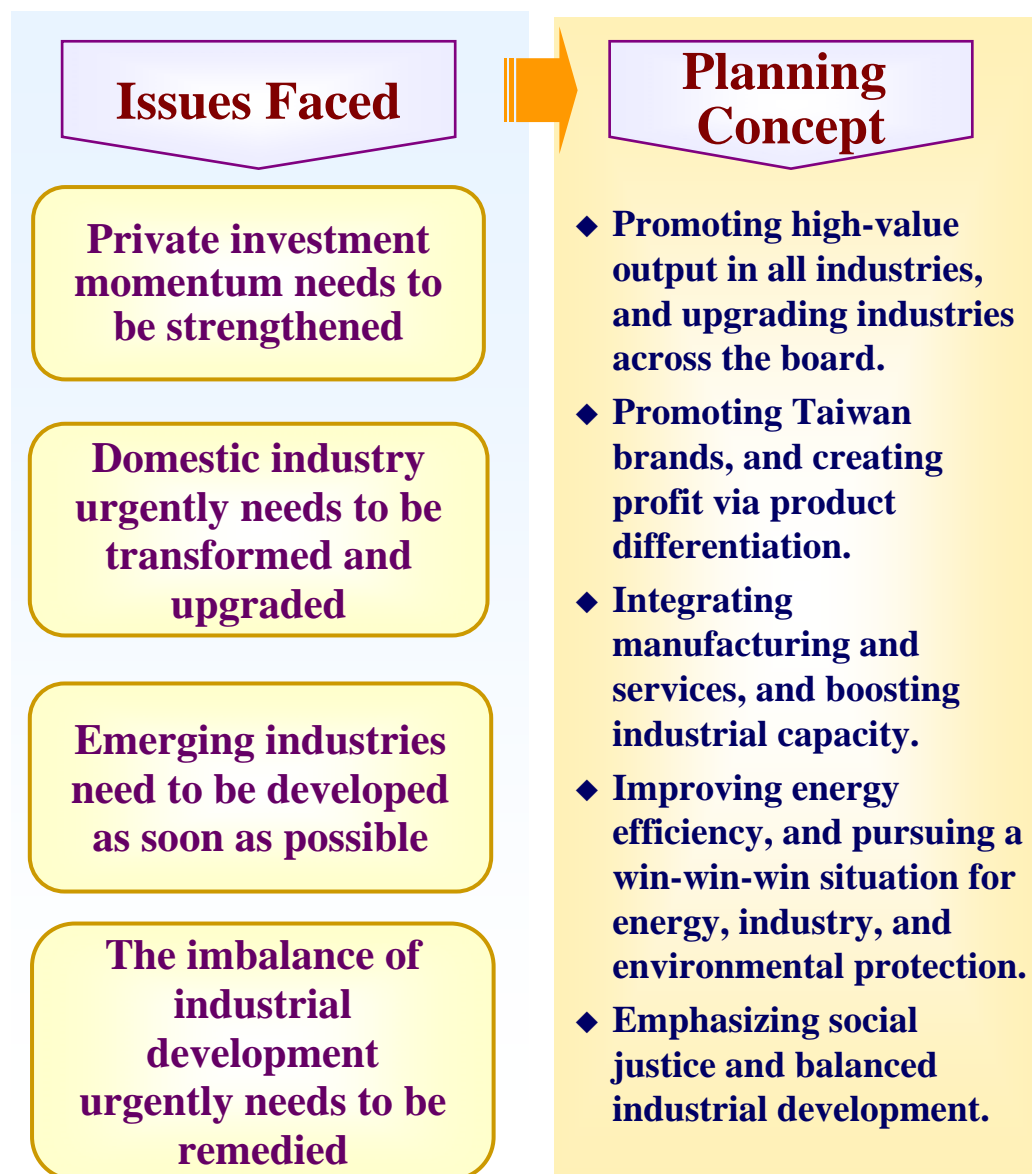 Issues Faced
Private investment
momentum needs to
be strengthened
Domestic industry
urgently needs to be
transformed and
upgraded
Emerging industries
need to be developed
as soon as possible
The imbalance of
industrial
development
urgently needs to be
remedied
Planning
Concept
◆ Promoting high-value
output in all industries,
and upgrading industries
across the board.
◆ Promoting Taiwan
brands, and creating
profit via product
differentiation.
◆ Integrating
manufacturing and
services, and boosting
industrial capacity.
◆ Improving energy
efficiency, and pursuing a
win-win-win situation for
energy, industry, and
environmental protection.
◆ Emphasizing social
justice and balanced
industrial development.